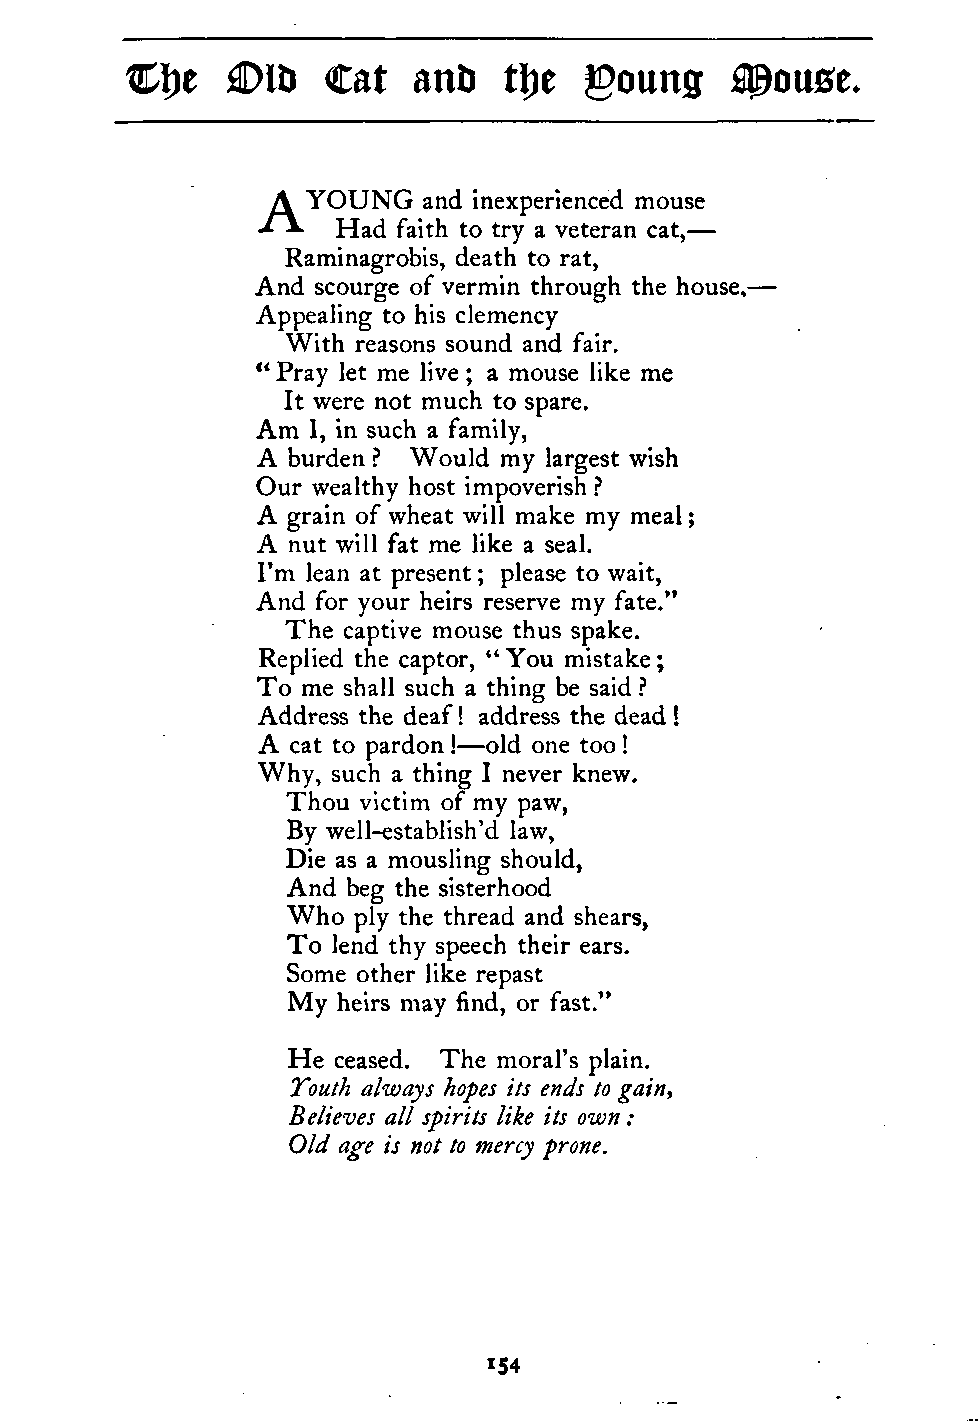 The Old Cat and the Young Mouse.
A YOUNG and inexperienced mouse
Had faith to try a veteran cat,—
Raminagrobis, death to rat,
And scourge of vermin through the house,—
Appealing to his clemency
With reasons sound and fair.
“Pray let me live; a mouse like me
It were not much to spare.
Am I, in such a family,
A burden? Would my largest wish
Our wealthy host impoverish?
A grain of wheat will make my meal;
A nut will fat me like a seal.
I’m lean at present; please to wait,
And for your heirs reserve my fate.”
The captive mouse thus spake.
Replied the captor, “You mistake;
To me shall such a thing be said?
Address the deaf! address the dead!
A cat to pardon!—old one too!
Why, such a thing I never knew.
Thou victim of my paw,
By well-establish’d law,
Die as a mousling should,
And beg the sisterhood
Who ply the thread and shears,
To lend thy speech their ears.
Some other like repast
My heirs may find, or fast.”
He ceased. The moral’s plain.
Youth always hopes its ends to gain,
Believes all spirits like its own:
Old age is not to mercy prone.
154